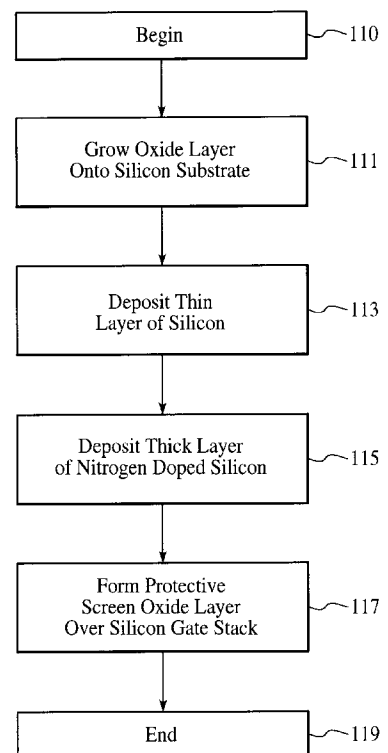 Begin
110
Grow Oxide Layer
Onto Silicon Substrate
111
Deposit Thin
Layer of Silicon
113
Deposit Thick Layer
of Nitrogen Doped Silicon
115
Form Protective
Screen Oxide Layer
Over Silicon Gate Stack
117
End
119